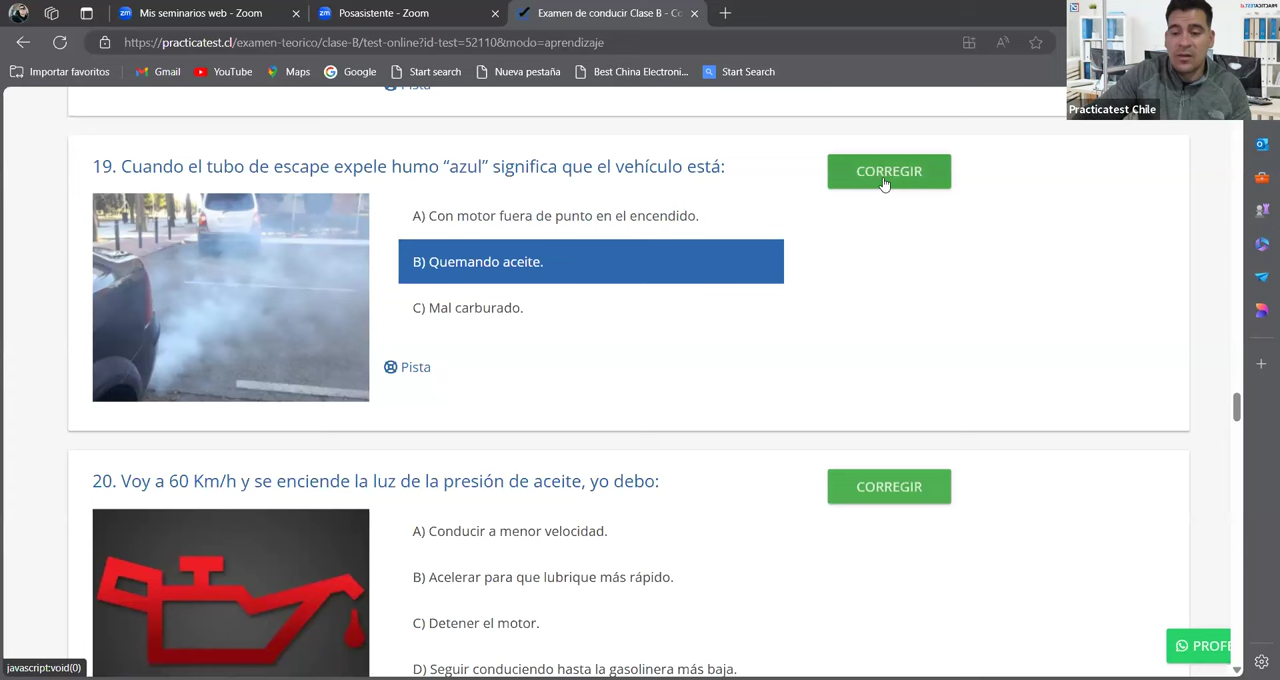 Mis seminarios web - Zoom
Posasistente - Zoom
Examen de conducir Clase B - Co
https://practicatest.cl/examen-teorico/clase-B/test-online?id-test=52110&modo=aprendizaje
Importar favoritos
Gmail
YouTube
Maps
Google
Start search
Nueva pestaña
Best China Electroni...
Start Search
Practicatest Chile
Pista
19. Cuando el tubo de escape expele humo “azul” significa que el vehículo está:
CORREGIR
A) Con motor fuera de punto en el encendido.
B) Quemando aceite.
C) Mal carburado.
Pista
20. Voy a 60 Km/h y se enciende la luz de la presión de aceite, yo debo:
CORREGIR
A) Conducir a menor velocidad.
B) Acelerar para que lubrique más rápido.
C) Detener el motor.
D) Seguir conduciendo hasta la gasolinera más baja.
PROFE
javascript:void(0)